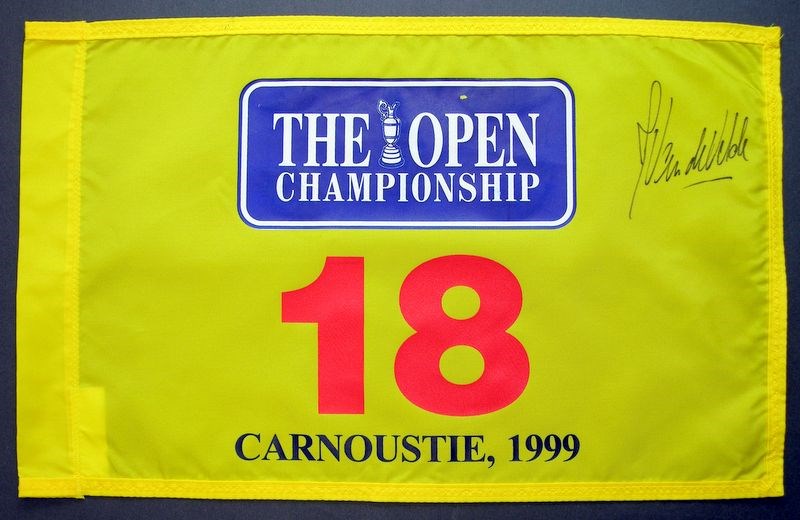 THE OPEN
CHAMPIONSHIP
18
CARNOUSTIE, 1999